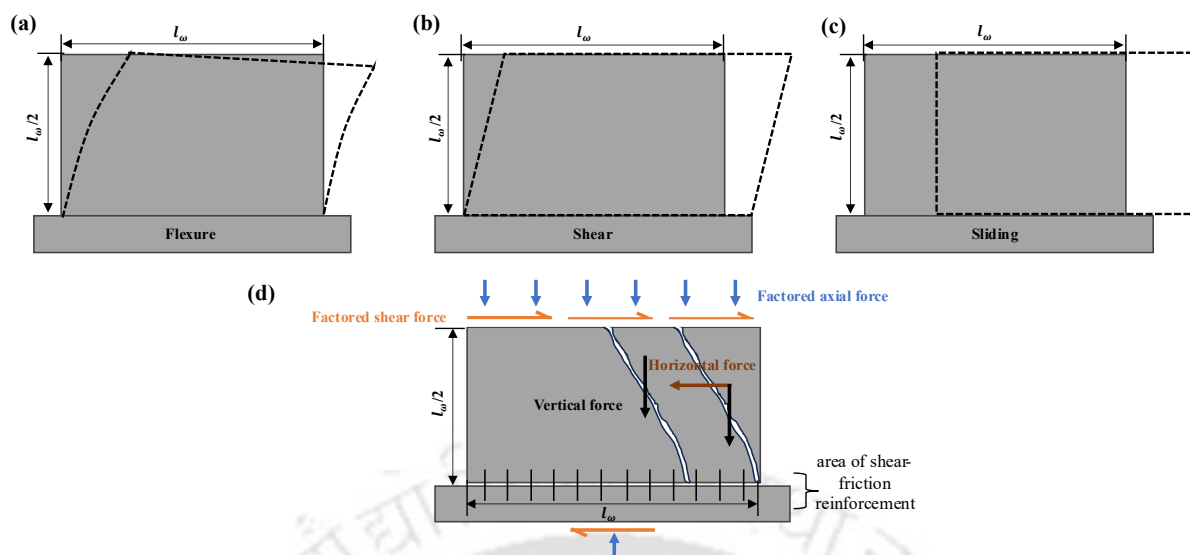 (a)
lω
lω/2
Flexure
(b)
lω
lω/2
Shear
(c)
lω
lω/2
Sliding
(d)
Factored shear force
Factored axial force
Horizontal force
Vertical force
lω/2
lω
area of shear-
friction
reinforcement